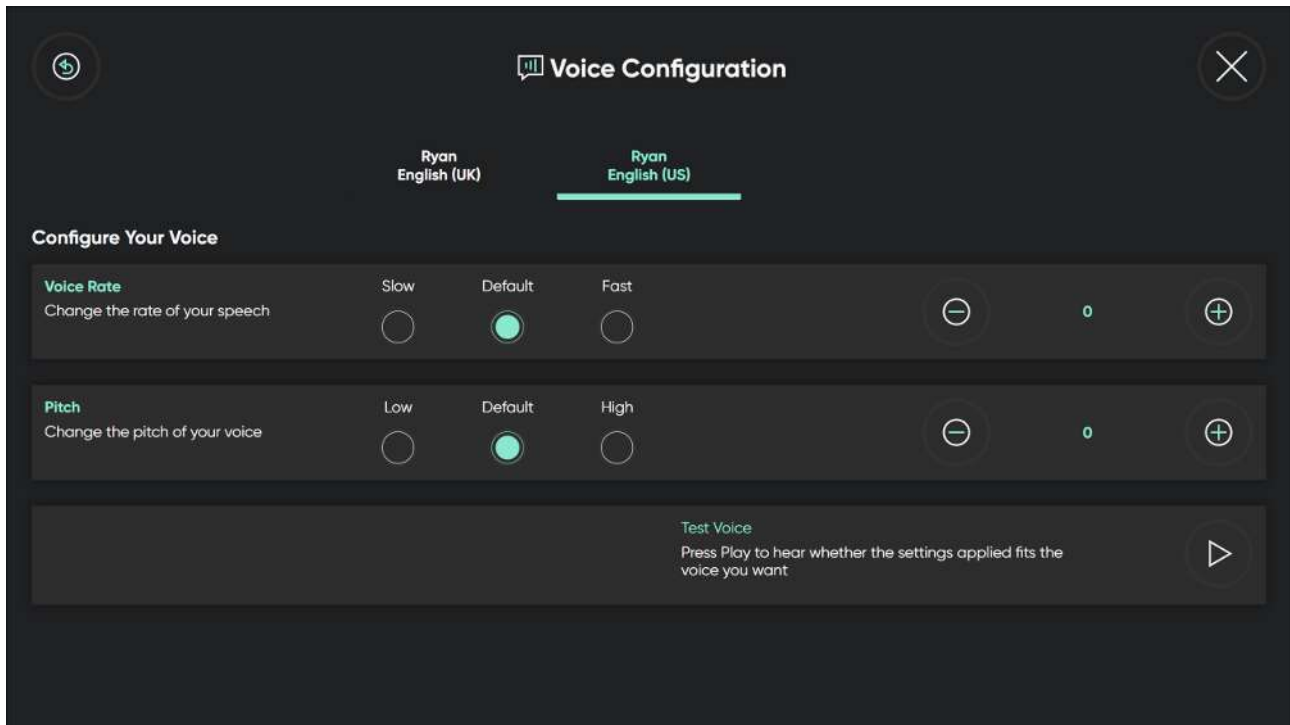 Voice Configuration
Ryan
English (UK)
Ryan
English (US)
Configure Your Voice
Voice Rate
Change the rate of your speech
Slow
Default
Fast
0
Pitch
Change the pitch of your voice
Low
Default
High
0
Test Voice
Press Play to hear whether the settings applied fits the
voice you want